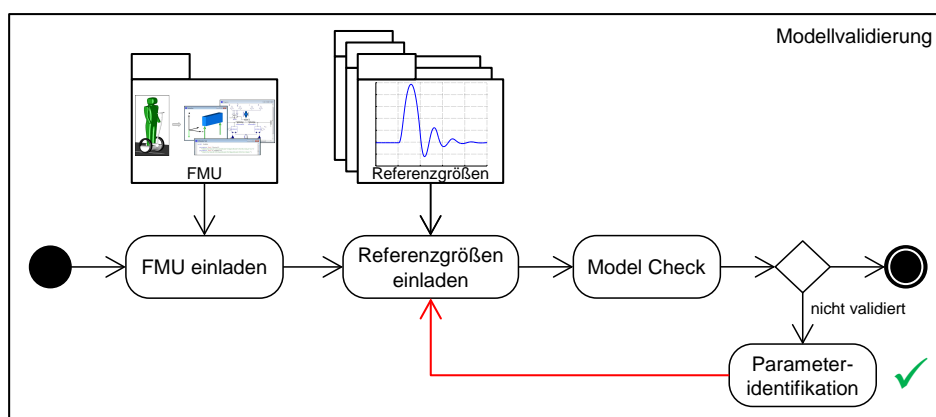 Modellvalidierung
FMU
Referenzgrößen
FMU einladen
Referenzgrößen
einladen
Model Check
nicht validiert
Parameter-
identifikation